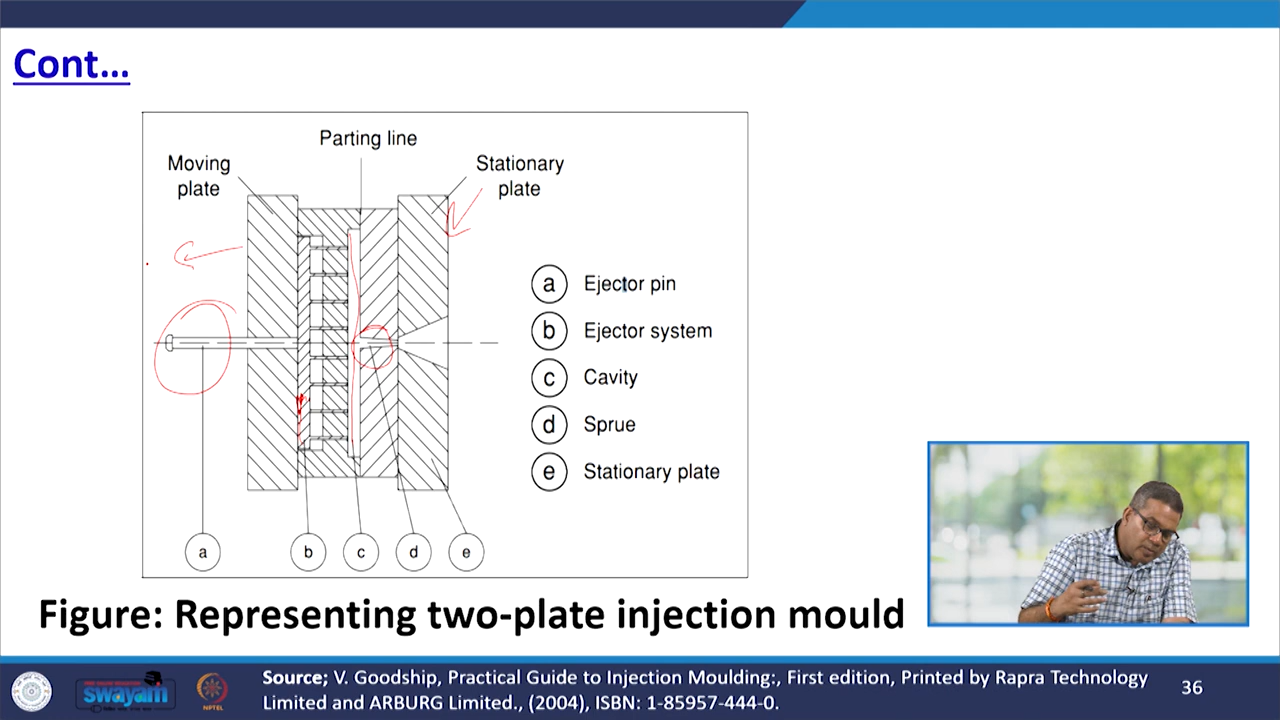 Cont...
Parting line
Moving
plate
Stationary
plate
a Ejector pin
b Ejector system
c Cavity
d Sprue
e Stationary plate
a b c d e
Figure: Representing two-plate injection mould
Source; V. Goodship, Practical Guide to Injection Moulding:, First edition, Printed by Rapra Technology
Limited and ARBURG Limited., (2004), ISBN: 1-85957-444-0.
36
swayam
NPTEL